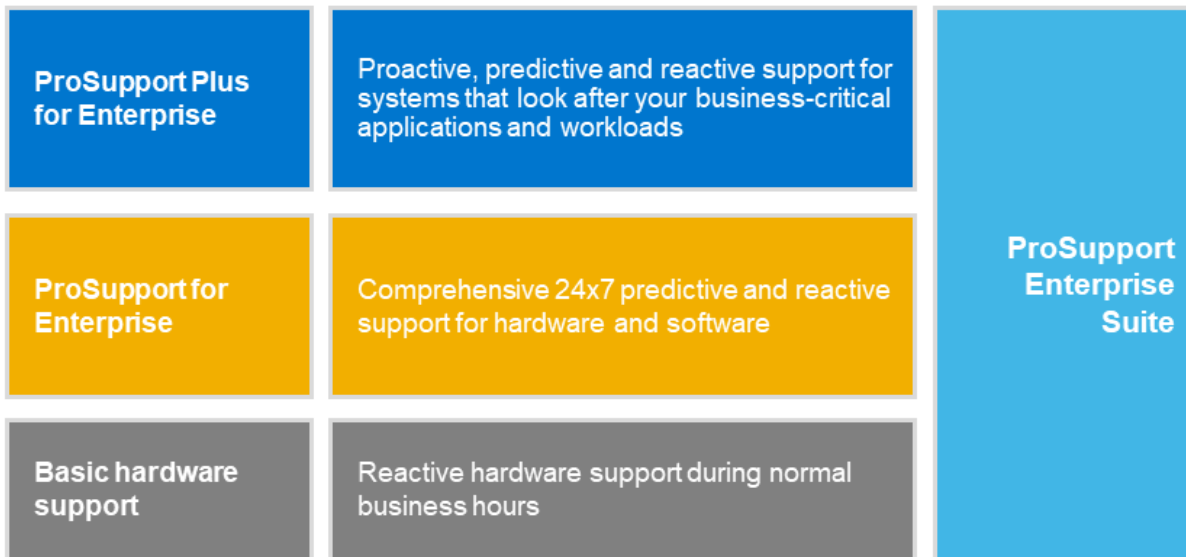 ProSupport Plus
for Enterprise
Proactive, predictive and reactive support for
systems that look after your business-critical
applications and workloads
ProSupport for
Enterprise
Comprehensive 24x7 predictive and reactive
support for hardware and software
Basic hardware
support
Reactive hardware support during normal
business hours
ProSupport
Enterprise
Suite